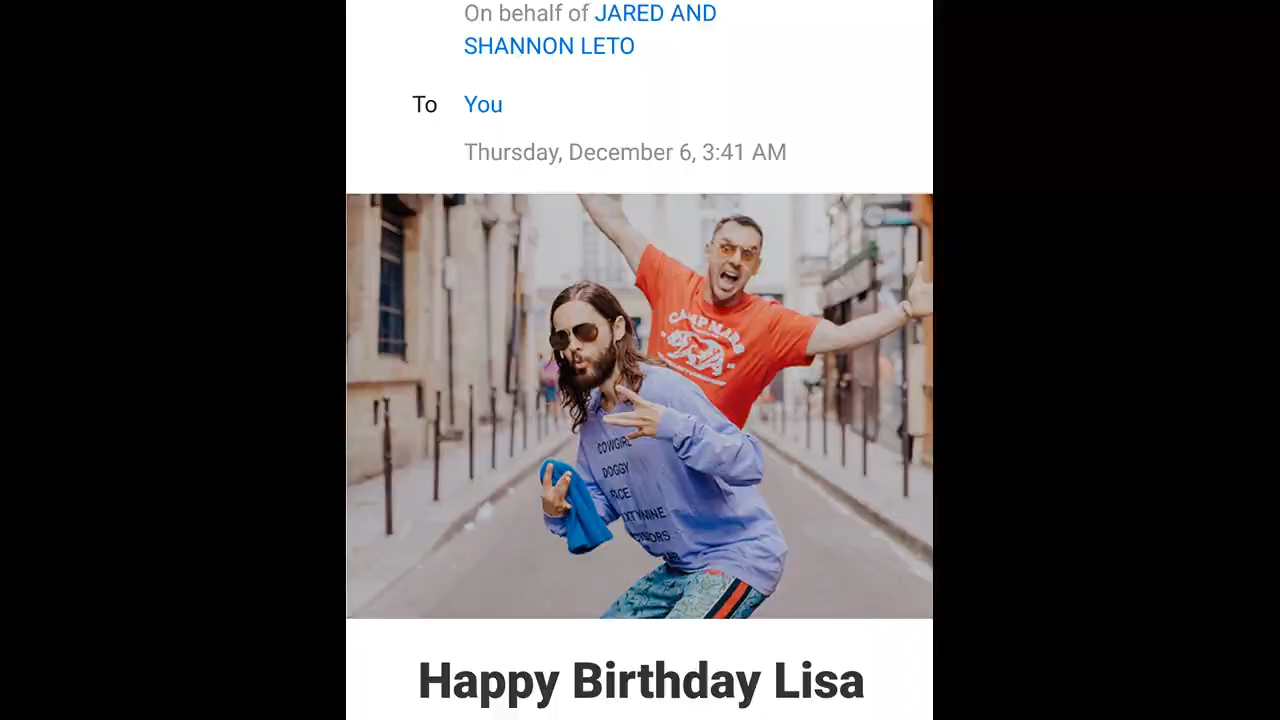 On behalf of JARED AND
SHANNON LETO
To You
Thursday, December 6, 3:41 AM
CAMP MARS
COWGIRL
DOGGY
FACE
Happy Birthday Lisa